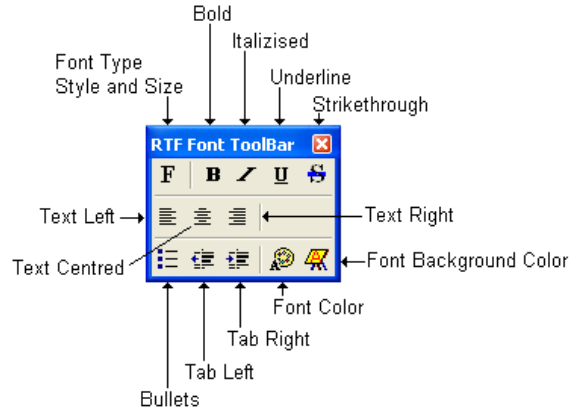 Bold
Italizised
Font Type
Style and Size
Underline
Strikethrough
RTF Font ToolBar
F B I U S
Text Left
Text Right
Text Centred
Font Background Color
Font Color
Tab Right
Tab Left
Bullets